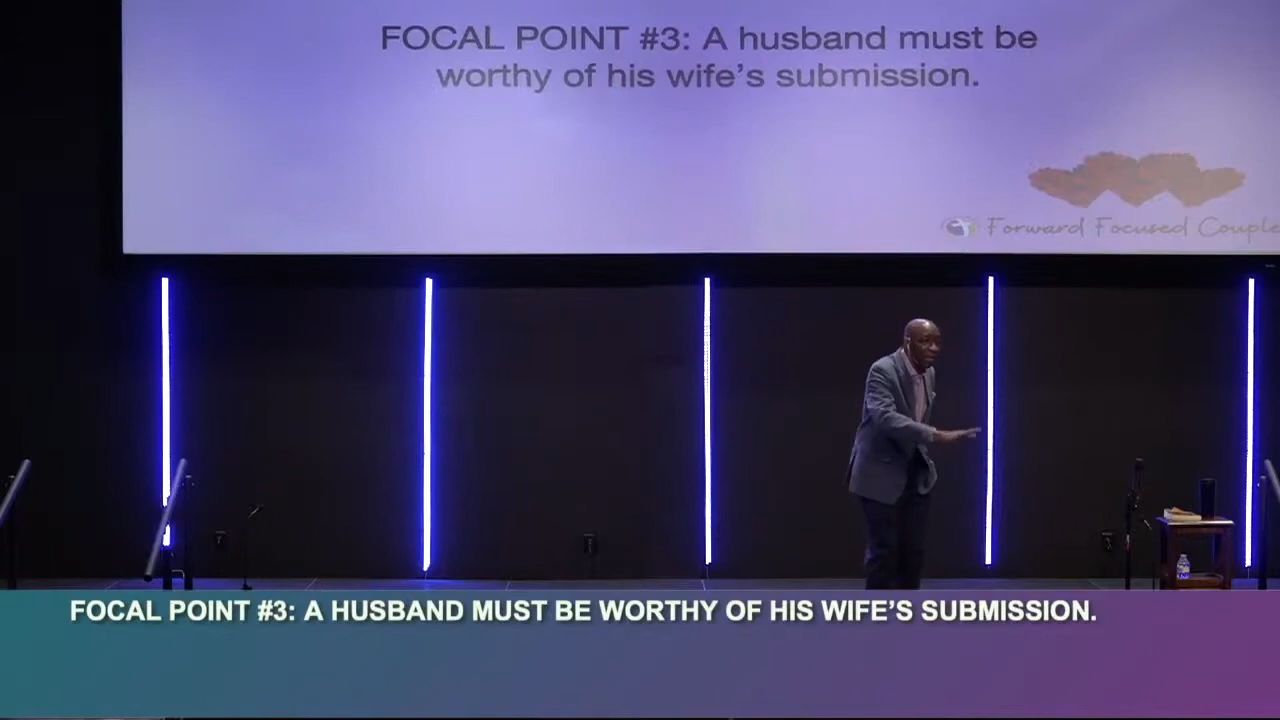 FOCAL POINT #3: A husband must be
worthy of his wife's submission.
Forward Focused Couple
FOCAL POINT #3: A HUSBAND MUST BE WORTHY OF HIS WIFE'S SUBMISSION.